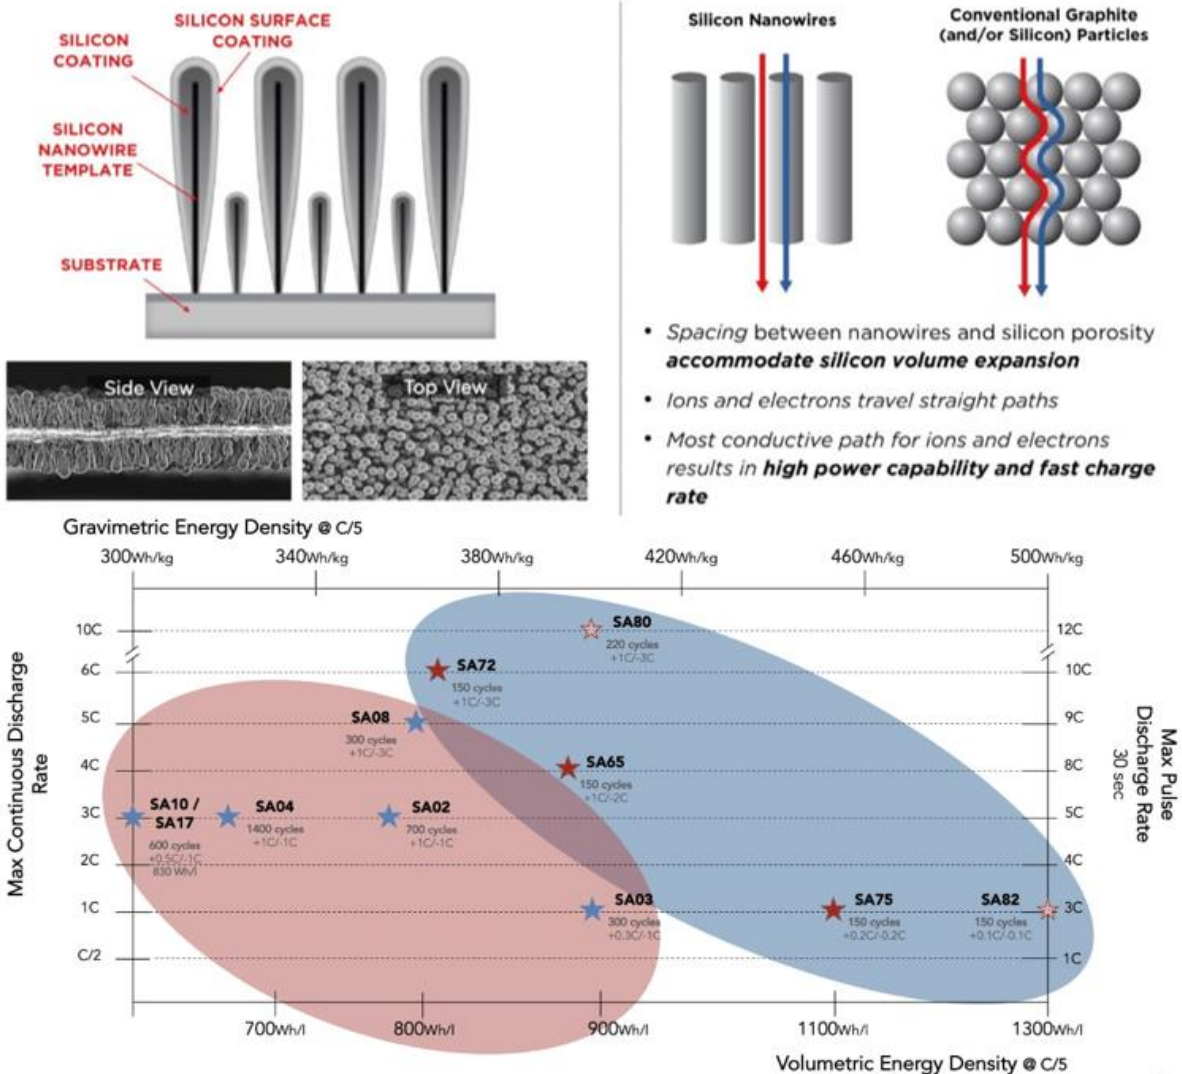 SILICON SURFACE
COATING
SILICON
COATING
SILICON
NANOWIRE
TEMPLATE
SUBSTRATE
Side View
Top View
Silicon Nanowires
Conventional Graphite
(and/or Silicon) Particles
• Spacing between nanowires and silicon porosity
accommodate silicon volume expansion
• Ions and electrons travel straight paths
• Most conductive path for ions and electrons
results in high power capability and fast charge
rate
Gravimetric Energy Density @ C/5
300Wh/kg 340Wh/kg 380Wh/kg 420Wh/kg 460Wh/kg 500Wh/kg
Max Continuous Discharge
Rate
10C
6C
5C
4C
3C
2C
1C
C/2
SA80
220 cycles
+1C/-3C
SA72
150 cycles
+1C/-3C
SA08
300 cycles
+1C/-3C
SA65
150 cycles
+1C/-2C
SA10 /
SA17
600 cycles
+0.5C/-1C
830 Wh/l
SA04
1400 cycles
+1C/-1C
SA02
700 cycles
+1C/-1C
SA03
300 cycles
+0.3C/-1C
SA75
150 cycles
+0.2C/-0.2C
SA82
150 cycles
+0.1C/-0.1C
12C
10C
9C
8C
5C
4C
3C
1C
Max Pulse
Discharge Rate
30 sec
700Wh/l 800Wh/l 900Wh/l 1100Wh/l 1300Wh/l
Volumetric Energy Density @ C/5